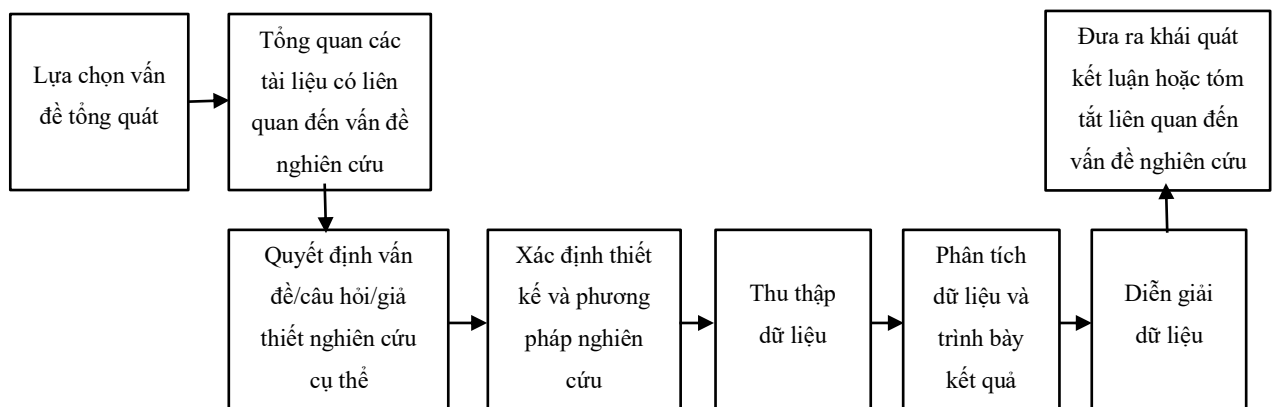 Lựa chọn vấn
đề tổng quát
Tổng quan các
tài liệu có liên
quan đến vấn đề
nghiên cứu
Quyết định vấn
đề/câu hỏi/giả
thiết nghiên cứu
cụ thể
Xác định thiết
kế và phương
pháp nghiên
cứu
Thu thập
dữ liệu
Phân tích
dữ liệu và
trình bày
kết quả
Diễn giải
dữ liệu
Đưa ra khái quát
kết luận hoặc tóm
tắt liên quan đến
vấn đề nghiên cứu